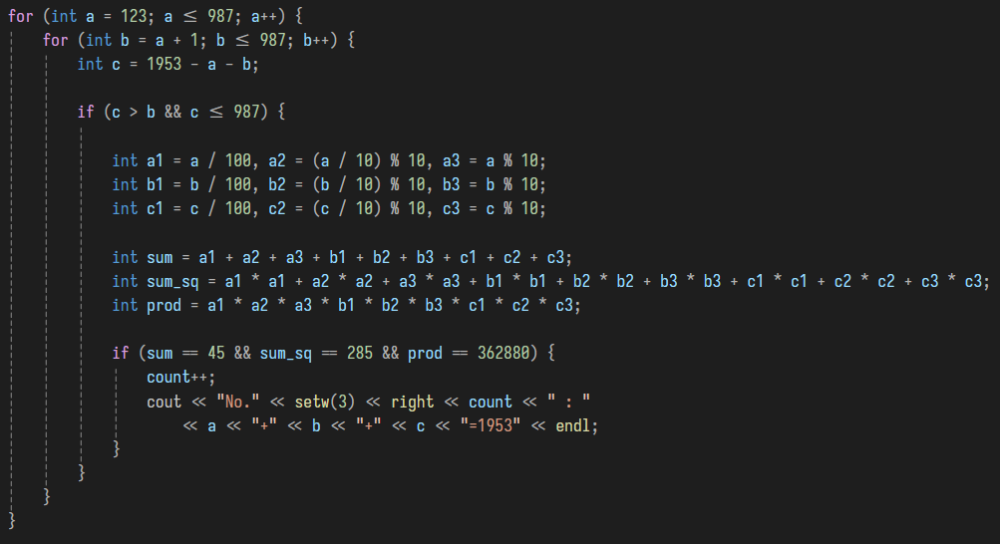 for (int a = 123; a ≤ 987; a++) {
    for (int b = a + 1; b ≤ 987; b++) {
        int c = 1953 - a - b;

        if (c > b && c ≤ 987) {

            int a1 = a / 100, a2 = (a / 10) % 10, a3 = a % 10;
            int b1 = b / 100, b2 = (b / 10) % 10, b3 = b % 10;
            int c1 = c / 100, c2 = (c / 10) % 10, c3 = c % 10;

            int sum = a1 + a2 + a3 + b1 + b2 + b3 + c1 + c2 + c3;
            int sum_sq = a1 * a1 + a2 * a2 + a3 * a3 + b1 * b1 + b2 * b2 + b3 * b3 + c1 * c1 + c2 * c2 + c3 * c3;
            int prod = a1 * a2 * a3 * b1 * b2 * b3 * c1 * c2 * c3;

            if (sum == 45 && sum_sq == 285 && prod == 362880) {
                count++;
                cout << "No." << setw(3) << right << count << " : "
                    << a << "+" << b << "+" << c << "=1953" << endl;
            }
        }
    }
}